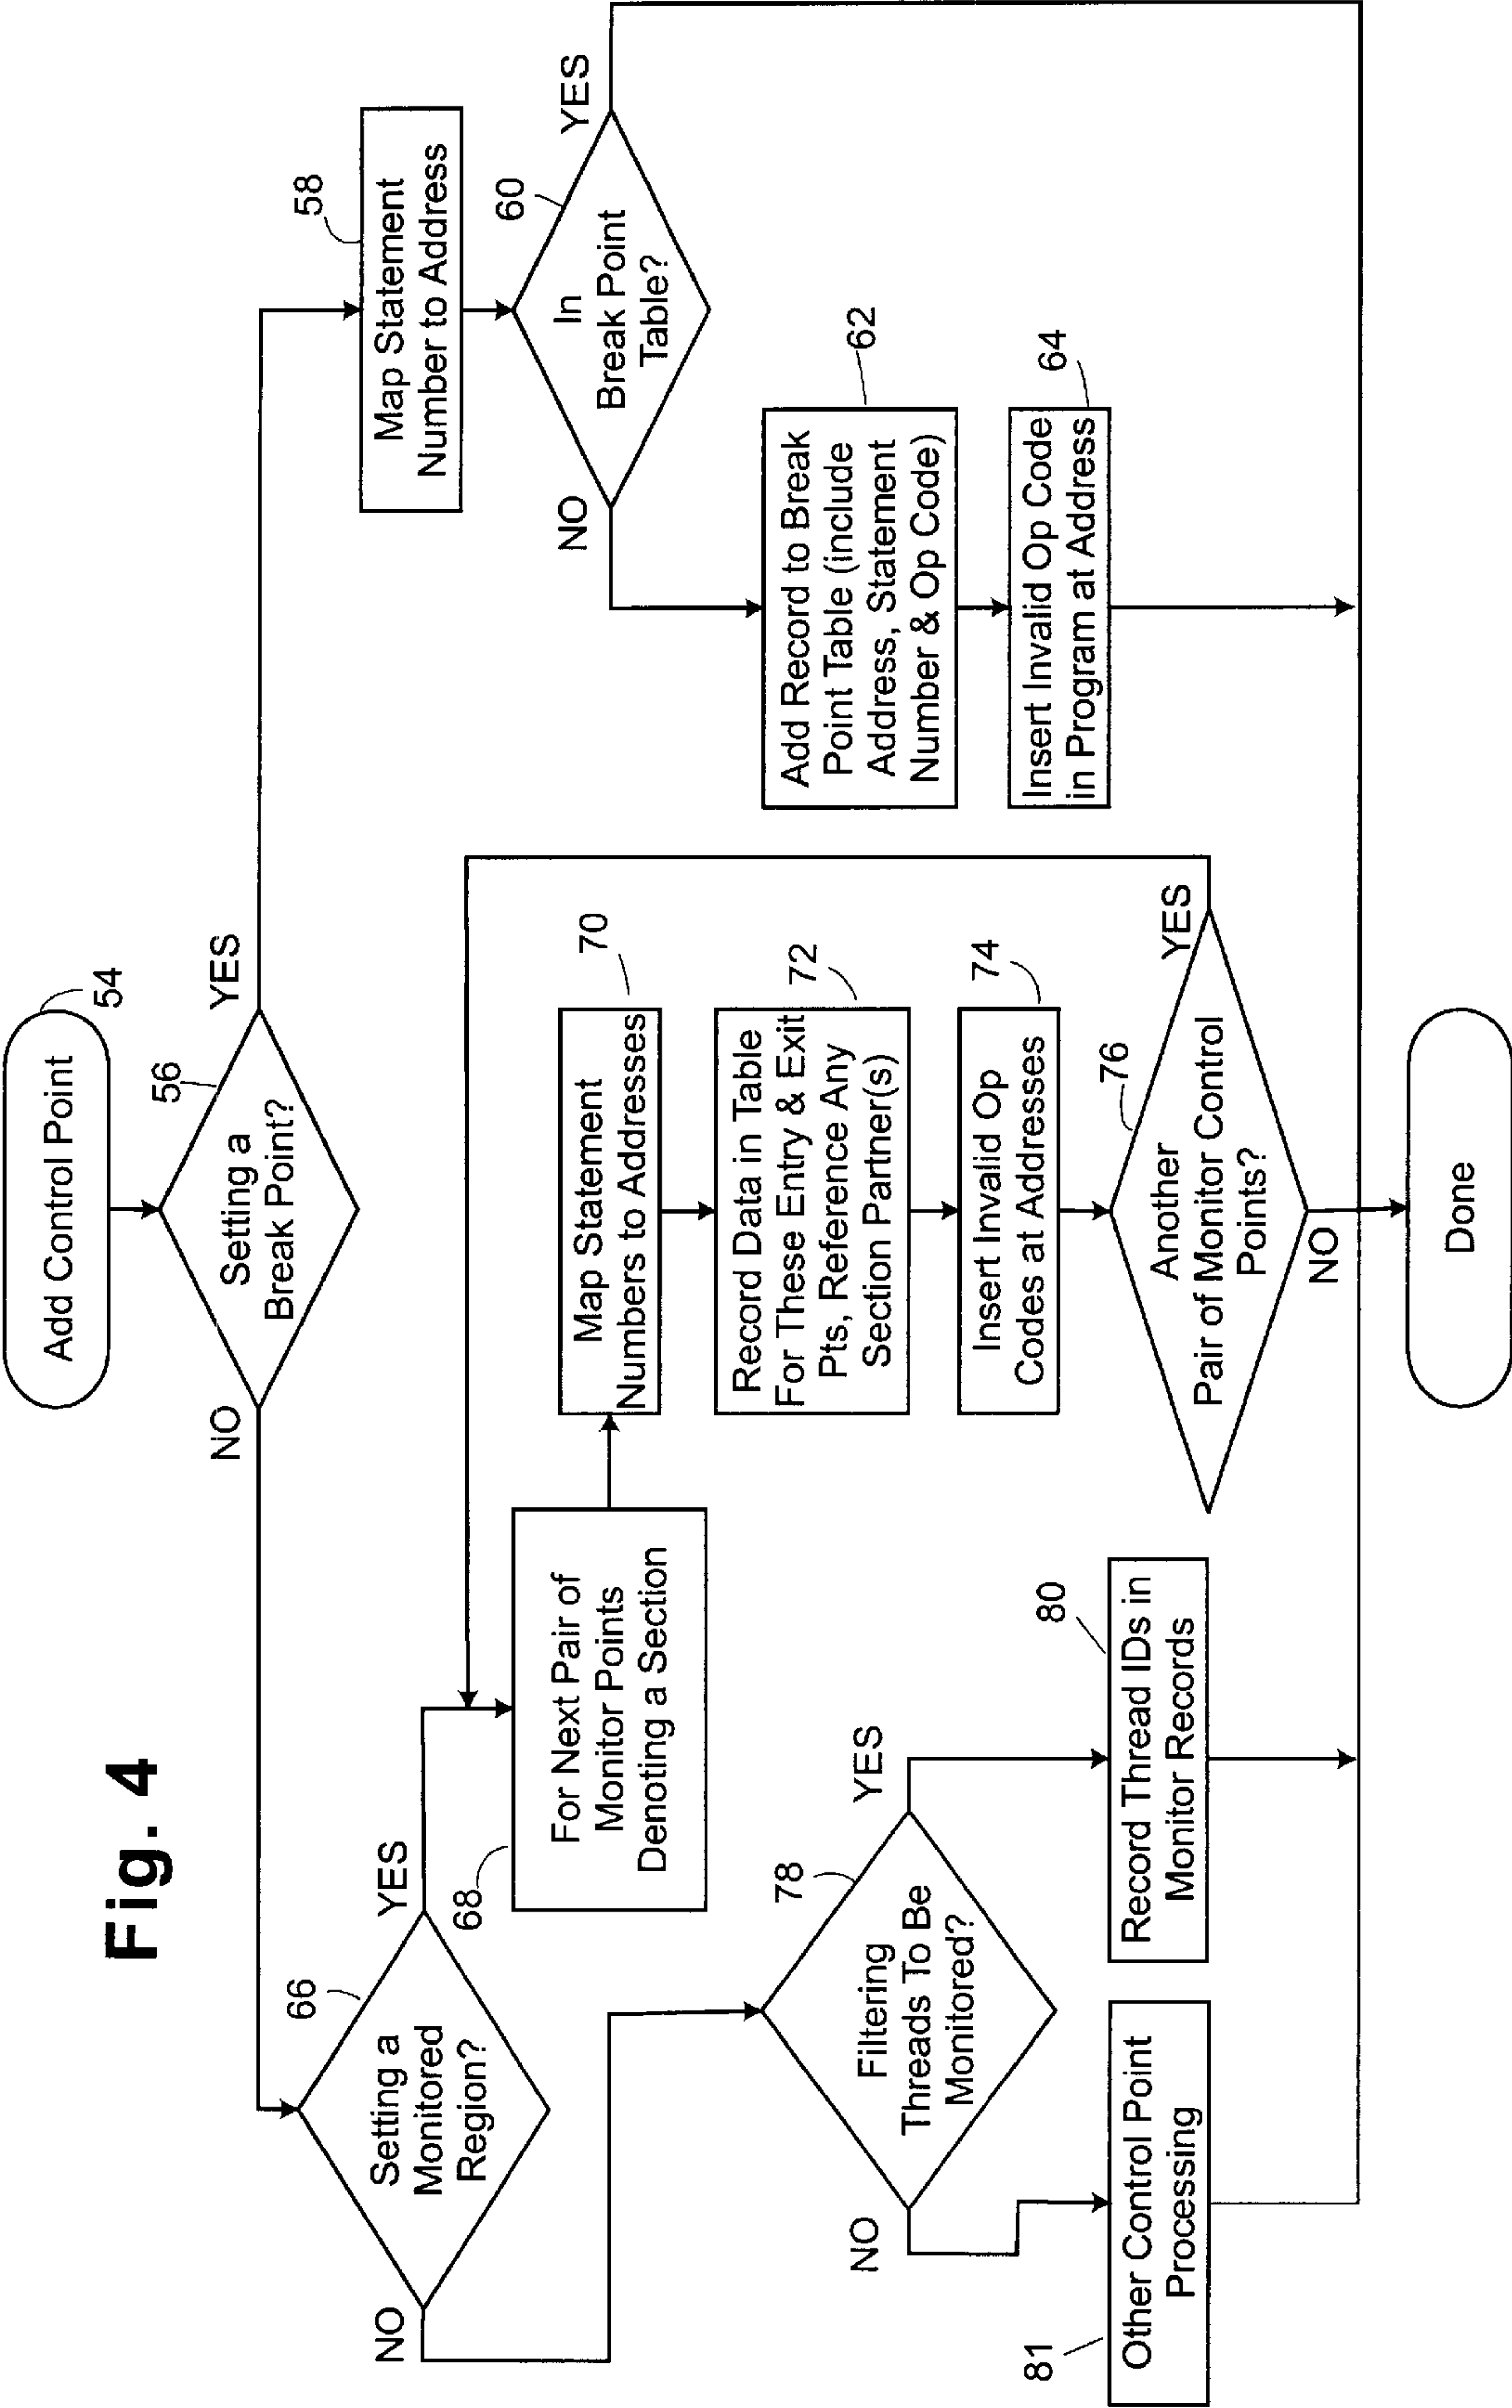 Fig. 4
Add Control Point
54
56
Setting a
Break Point?
NO
YES
58
Map Statement
Number to Address
60
In
Break Point
Table?
NO
YES
62
Add Record to Break
Point Table (include
Address, Statement
Number & Op Code)
64
Insert Invalid Op Code
in Program at Address
66
Setting a
Monitored
Region?
NO
YES
68
For Next Pair of
Monitor Points
Denoting a Section
70
Map Statement
Numbers to Addresses
72
Record Data in Table
For These Entry & Exit
Pts, Reference Any
Section Partner(s)
74
Insert Invalid Op
Codes at Addresses
76
Another
Pair of Monitor Control
Points?
YES
NO
78
Filtering
Threads To Be
Monitored?
NO
YES
80
Record Thread IDs in
Monitor Records
81
Other Control Point
Processing
Done